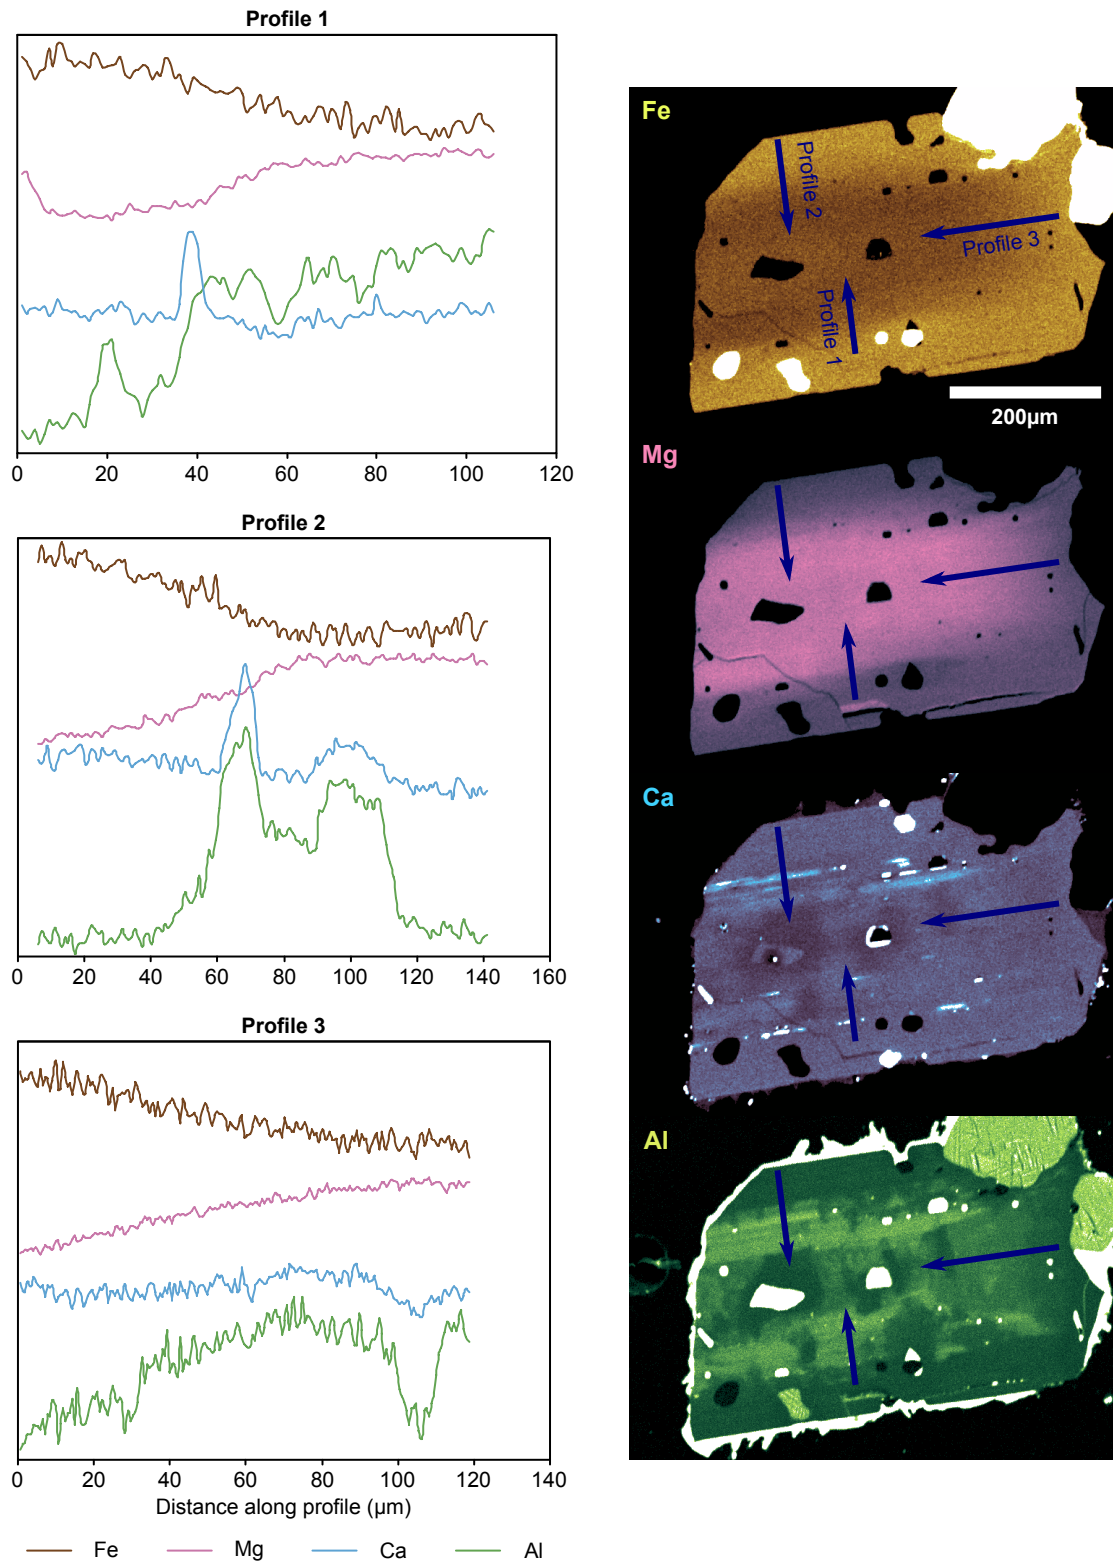 Profile 1
0 20 40 60 80 100 120
Profile 2
0 20 40 60 80 100 120 140 160
Profile 3
0 20 40 60 80 100 120 140
Distance along profile (µm)
Fe Mg Ca Al
Fe
Profile 2
Profile 3
Profile 1
200µm
Mg
Ca
Al